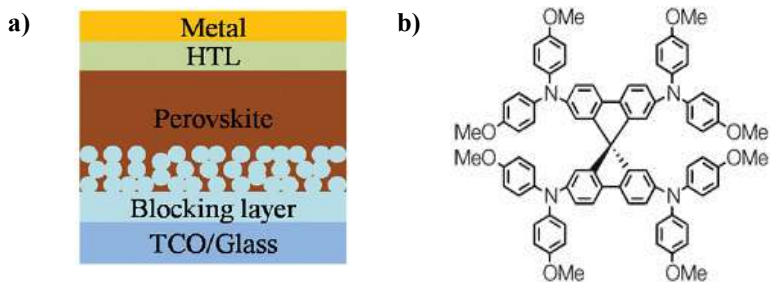 a)
Metal
HTL
Perovskite
Blocking layer
TCO/Glass
b)
OMe OMe
N N
MeO OMe
MeO OMe
N N
OMe OMe